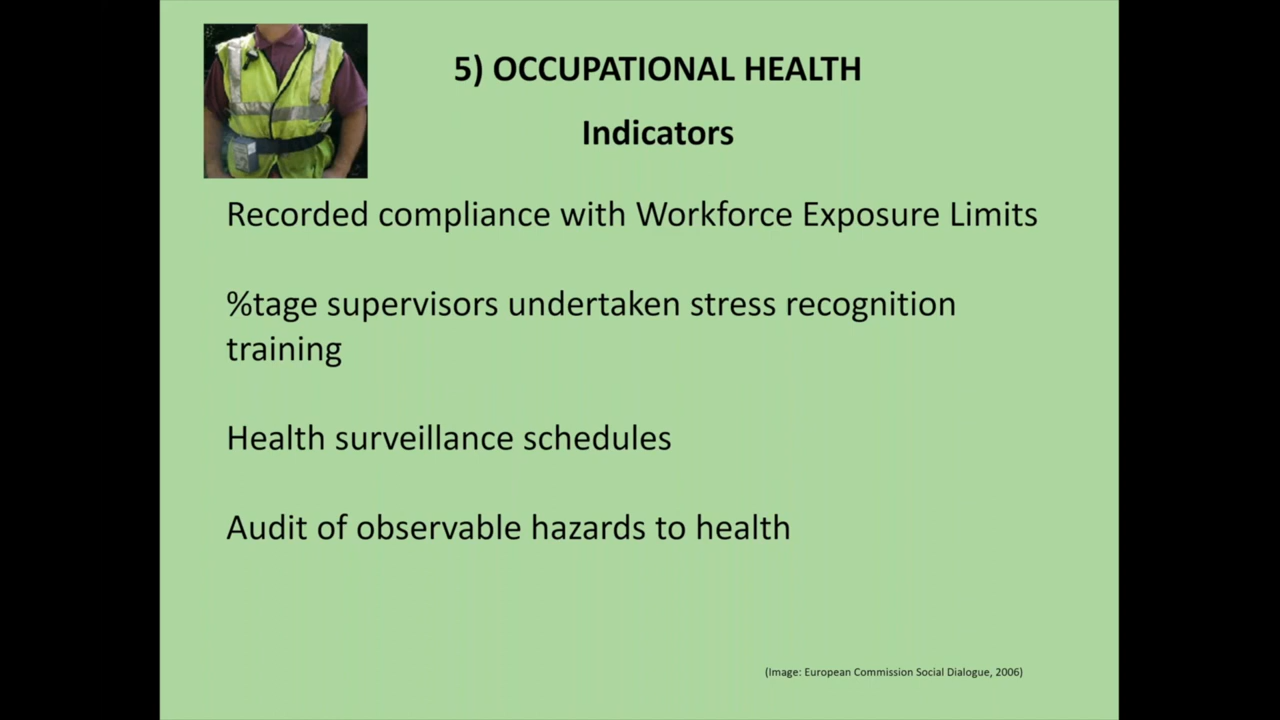 5) OCCUPATIONAL HEALTH
Indicators
Recorded compliance with Workforce Exposure Limits
%tage supervisors undertaken stress recognition
training
Health surveillance schedules
Audit of observable hazards to health
(Image: European Commission Social Dialogue, 2006)